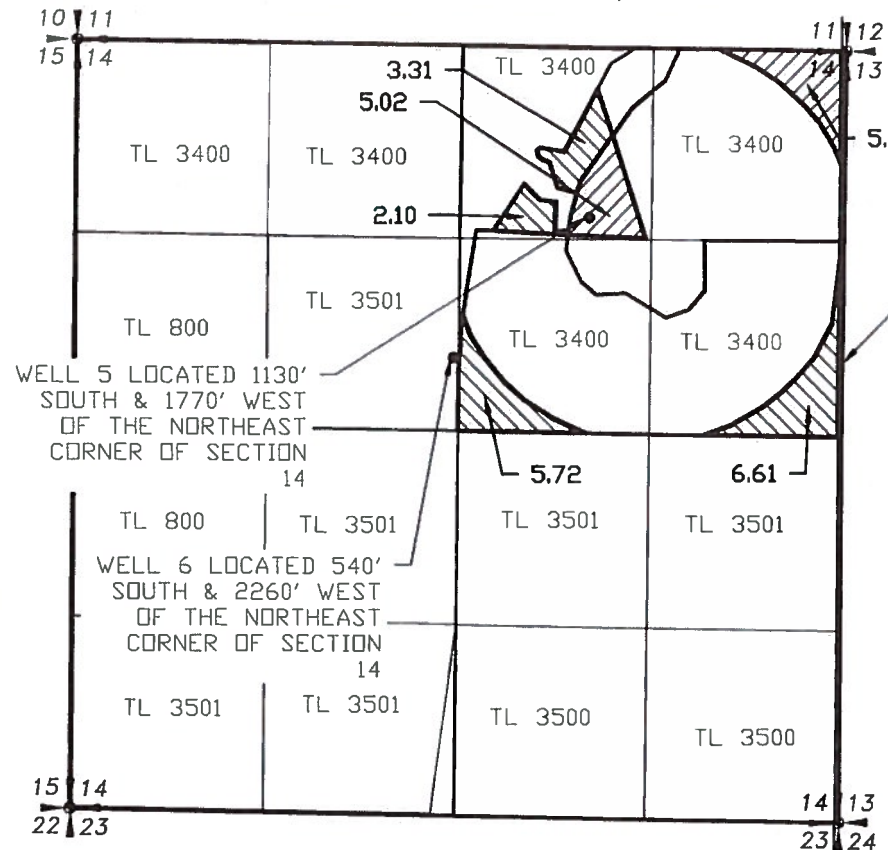 10 11
15 14
11 12
14 13
3.31
TL 3400
5.02
TL 3400
TL 3400
TL 3400
5.
2.10
TL 3501
TL 800
TL 3400
TL 3400
WELL 5 LOCATED 1130'
SOUTH & 1770' WEST
OF THE NORTHEAST
CORNER OF SECTION
14
5.72
6.61
TL 800
TL 3501
TL 3501
TL 3501
WELL 6 LOCATED 540'
SOUTH & 2260' WEST
OF THE NORTHEAST
CORNER OF SECTION
14
TL 3501
TL 3501
TL 3500
TL 3500
15 14
22 23
14 13
23 24